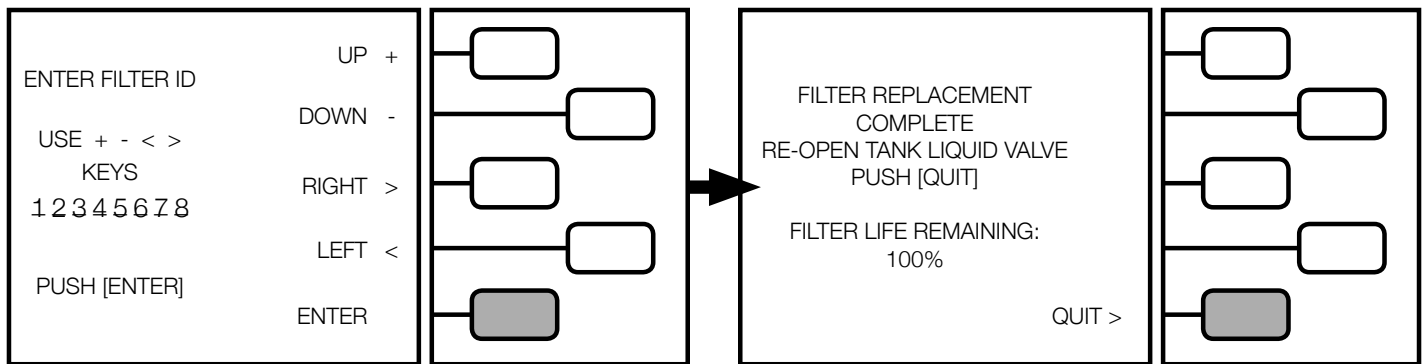 UP +
ENTER FILTER ID
DOWN -
USE + - < >
KEYS
RIGHT >
12345678
LEFT <
PUSH [ENTER]
ENTER
FILTER REPLACEMENT
COMPLETE
RE-OPEN TANK LIQUID VALVE
PUSH [QUIT]
FILTER LIFE REMAINING:
100%
QUIT >